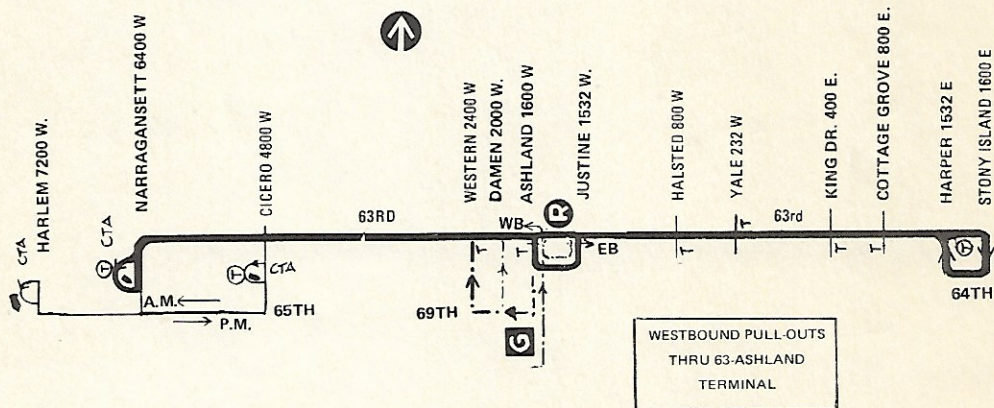 CTA
HARLEM 7200 W.
CTA
NARRAGANSETT 6400 W
CICERO 4800 W
WESTERN 2400 W
DAMEN 2000 W.
ASHLAND 1600 W
JUSTINE 1532 W.
HALSTED 800 W
YALE 232 W
KING DR. 400 E.
COTTAGE GROVE 800 E.
HARPER 1532 E
STONY ISLAND 1600 E
63RD
WB
R
63rd
T
T
CTA
T
T
EB
T
T
T
T
T
A.M.
65TH
P.M.
69TH
G
64TH
WESTBOUND PULL-OUTS
THRU 63-ASHLAND
TERMINAL